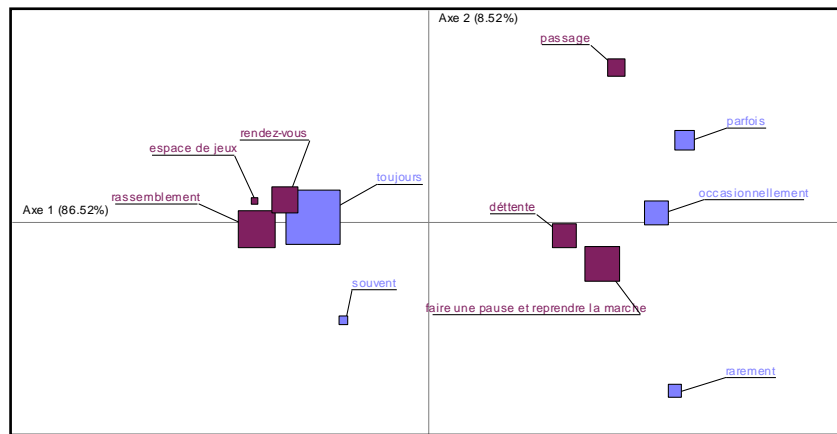 Axe 2 (8.52%)
passage
parfois
rendez-vous
espace de jeux
toujours
rassemblement
occasionnellement
Axe 1 (86.52%)
déttente
souvent
faire une pause et reprendre la marche
rarement